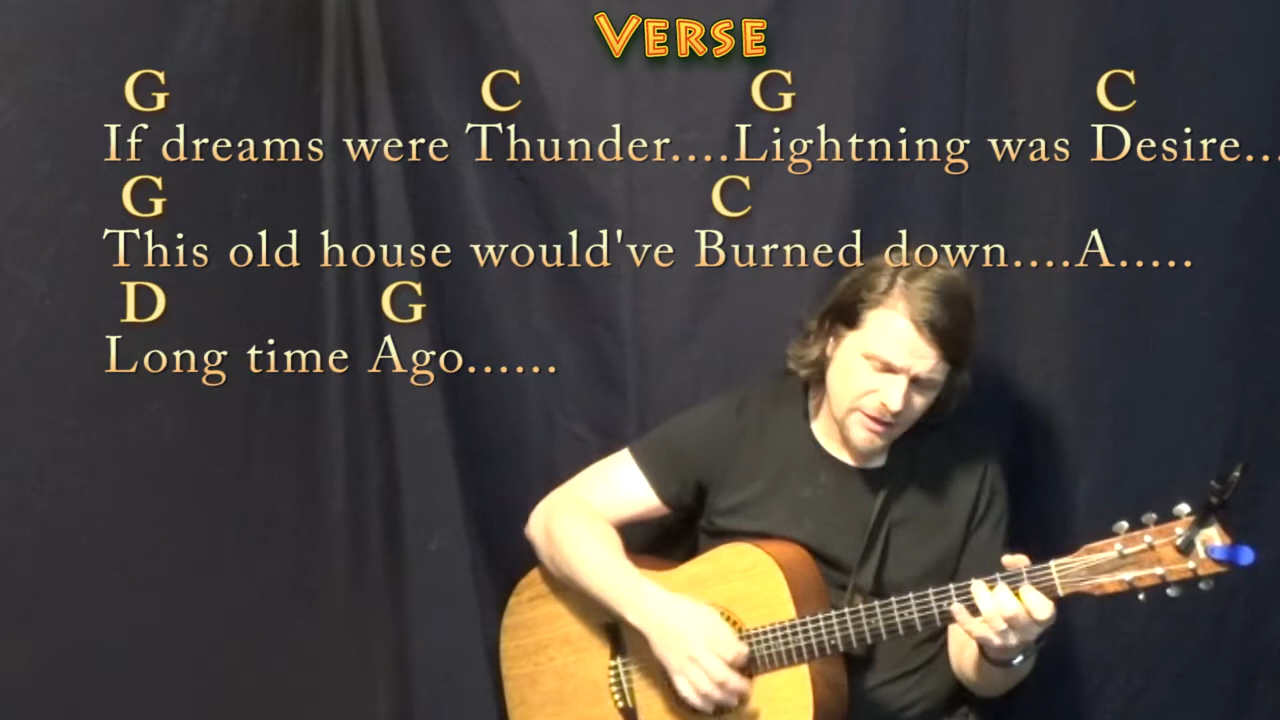 VERSE
G C G C
If dreams were Thunder....Lightning was Desire...
G C
This old house would've Burned down....A.....
D G
Long time Ago......